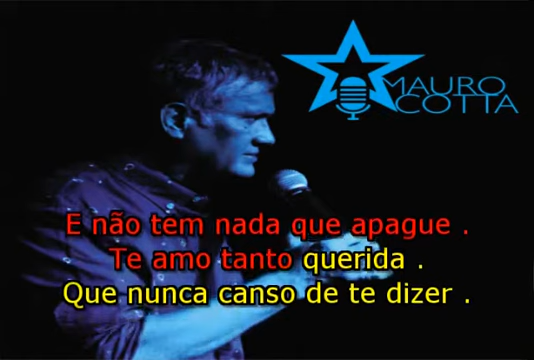 MAURO
COTTA
E não tem nada que apague .
Te amo tanto querida .
Que nunca canso de te dizer .